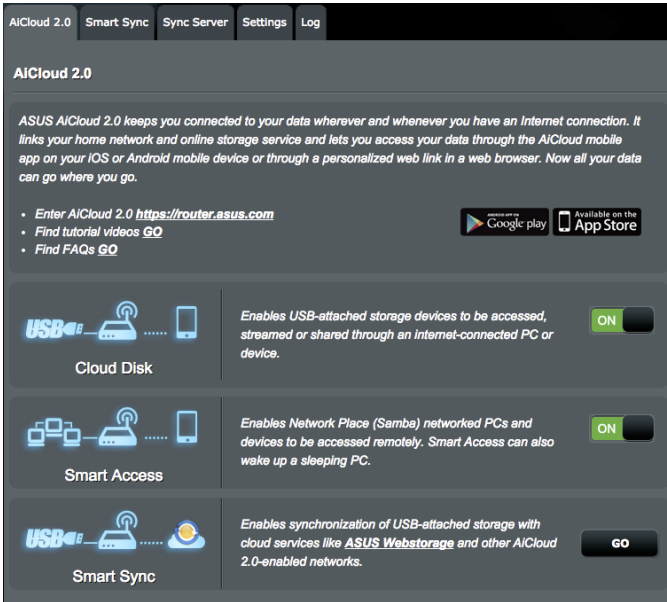 AiCloud 2.0 Smart Sync Sync Server Settings Log
AiCloud 2.0
ASUS AiCloud 2.0 keeps you connected to your data wherever and whenever you have an Internet connection. It
links your home network and online storage service and lets you access your data through the AiCloud mobile
app on your iOS or Android mobile device or through a personalized web link in a web browser. Now all your data
can go where you go.
• Enter AiCloud 2.0 https://router.asus.com
• Find tutorial videos GO
• Find FAQs GO
ANDROID APP ON
Google play
Available on the
App Store
USB
Cloud Disk
Enables USB-attached storage devices to be accessed,
streamed or shared through an internet-connected PC or
device.
ON
Smart Access
Enables Network Place (Samba) networked PCs and
devices to be accessed remotely. Smart Access can also
wake up a sleeping PC.
ON
USB
Smart Sync
Enables synchronization of USB-attached storage with
cloud services like ASUS Webstorage and other AiCloud
2.0-enabled networks.
GO